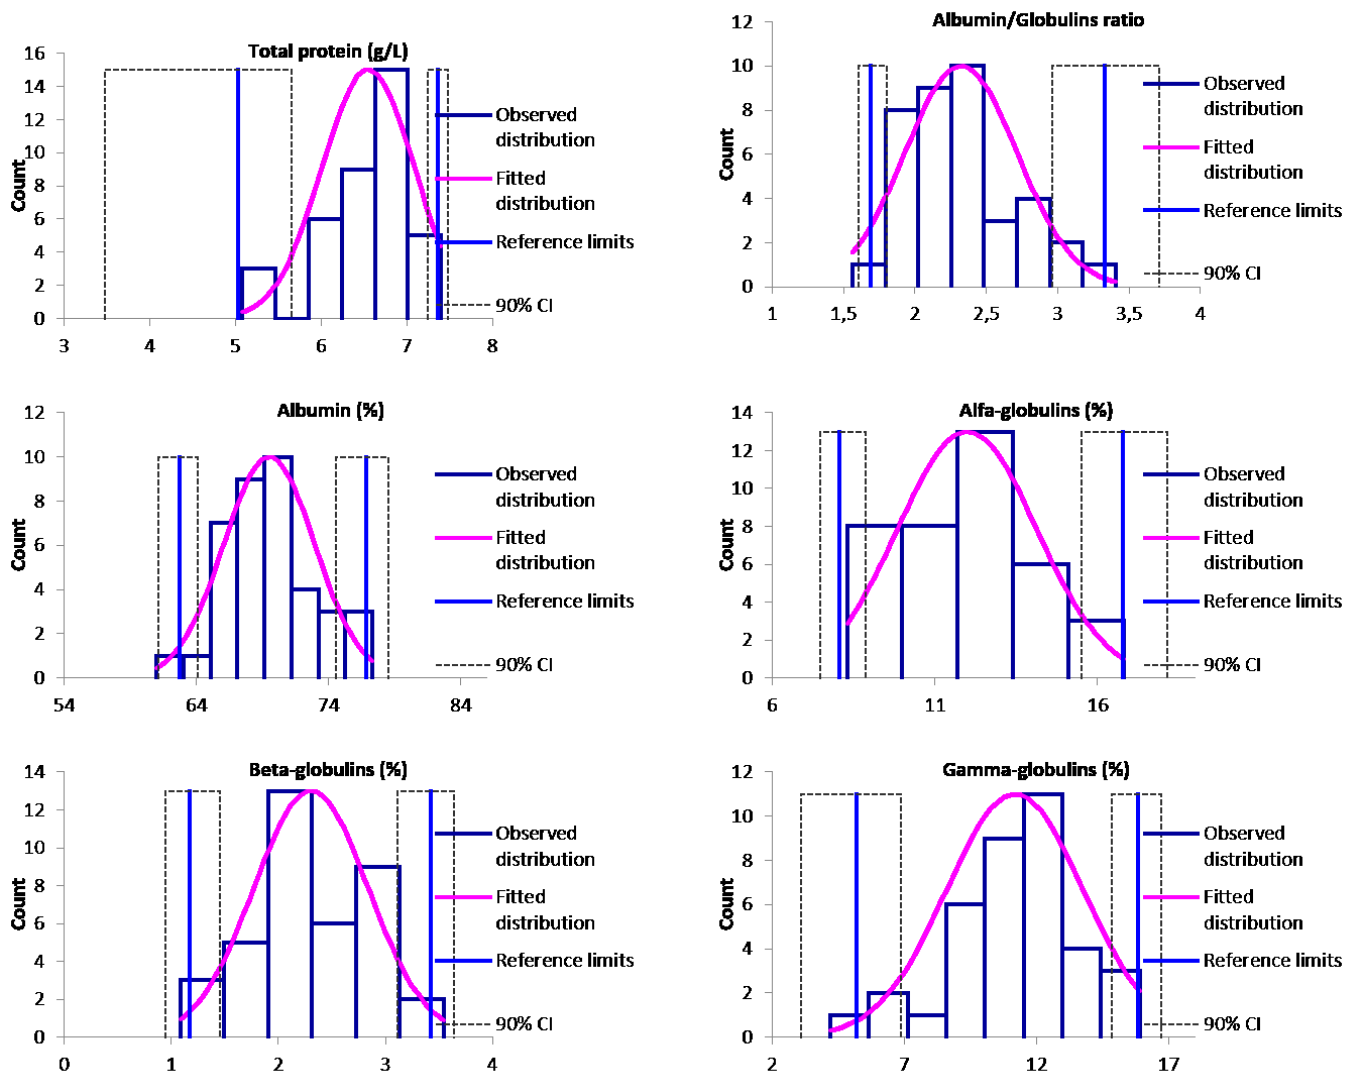 Total protein (g/L)
Count
16
14
12
10
8
6
4
2
0
3
4
5
6
7
8
Observed
distribution
Fitted
distribution
Reference limits
90% CI
Albumin/Globulins ratio
Count
12
10
8
6
4
2
0
1
1,5
2
2,5
3
3,5
4
Observed
distribution
Fitted
distribution
Reference limits
90% CI
Albumin (%)
Count
12
10
8
6
4
2
0
54
64
74
84
Observed
distribution
Fitted
distribution
Reference limits
90% CI
Alfa-globulins (%)
Count
14
12
10
8
6
4
2
0
6
11
16
Observed
distribution
Fitted
distribution
Reference limits
90% CI
Beta-globulins (%)
Count
14
12
10
8
6
4
2
0
0
1
2
3
4
Observed
distribution
Fitted
distribution
Reference limits
90% CI
Gamma-globulins (%)
Count
12
10
8
6
4
2
0
2
7
12
17
Observed
distribution
Fitted
distribution
Reference limits
90% CI